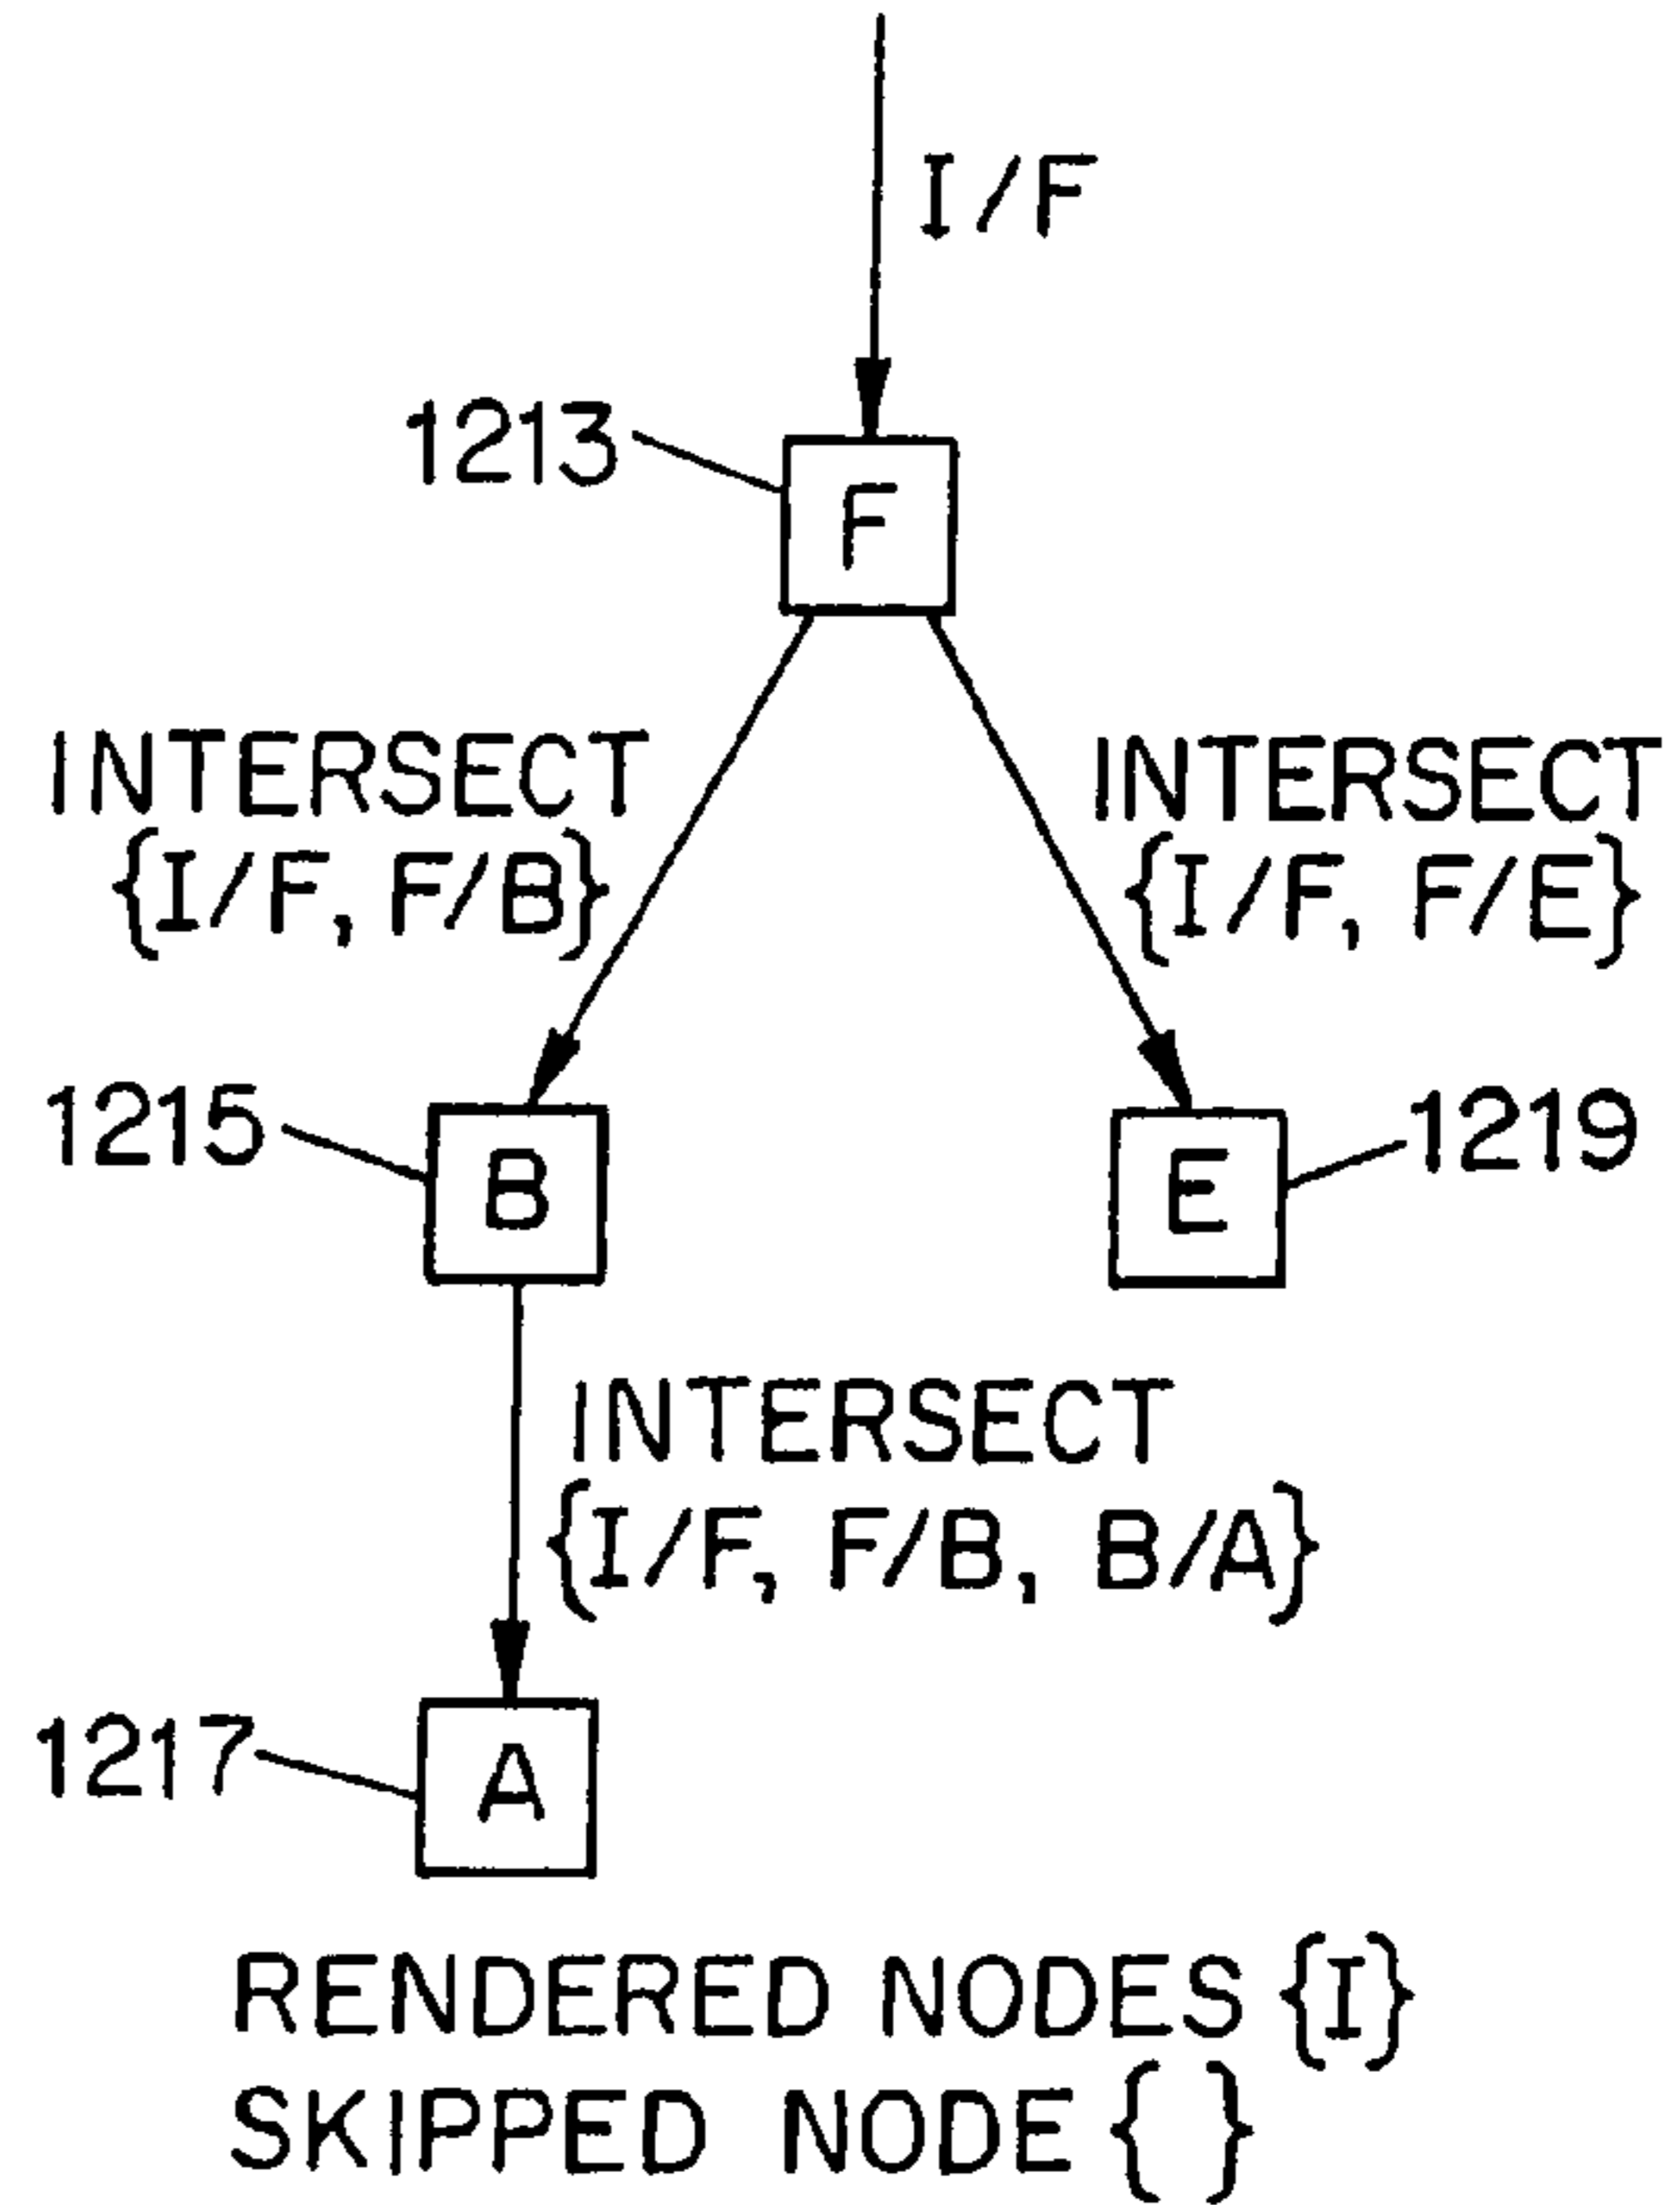 I/F
1213
F
INTERSECT
{I/F, F/B}
INTERSECT
{I/F, F/E}
1215
B
E
1219
INTERSECT
{I/F, F/B, B/A}
1217
A
RENDERED NODES {I}
SKIPPED NODE { }